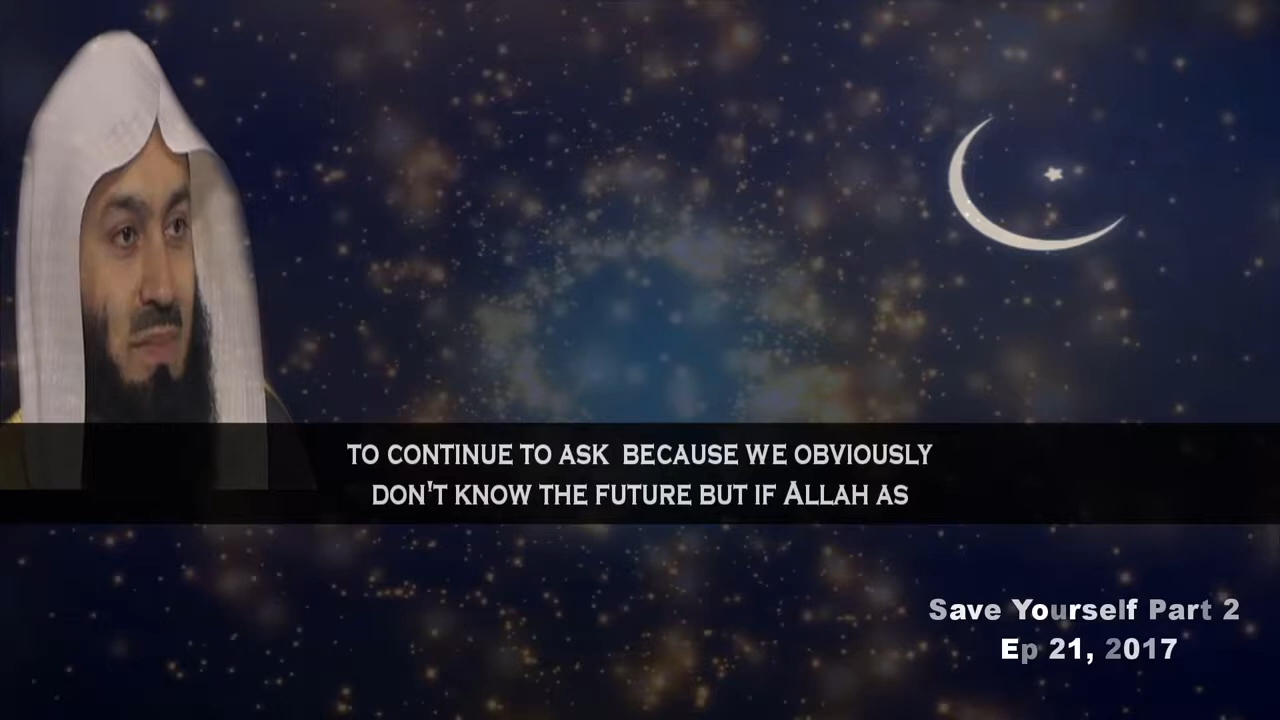 TO CONTINUE TO ASK  BECAUSE WE OBVIOUSLY
DON'T KNOW THE FUTURE BUT IF ALLAH AS
Save Yourself Part 2
Ep 21, 2017